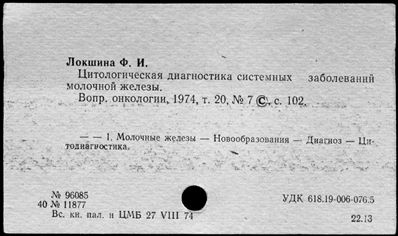 Локшина Ф. И.
Цитологическая диагностика системных заболеваний
молочной железы.
Вопр. онкологии, 1974, т. 20, № 7 ©, с. 102.
— — 1. Молочные железы — Новообразования — Диагноз — Ци-
тодиагностика.
№ 96085
40 № 11877
УДК 618.19-006-076.5
Вс. кн. пал. и ЦМБ 27 VIII 74
22.13